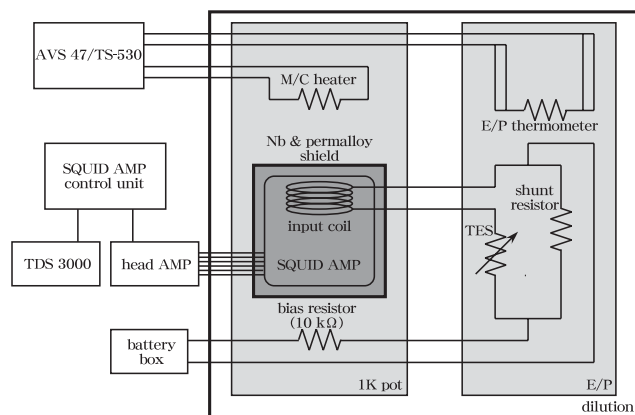 AVS 47/TS-530
M/C heater
E/P thermometer
Nb & permalloy
shield
SQUID AMP
control unit
shunt
resistor
input coil
TES
TDS 3000
head AMP
SQUID AMP
bias resistor
(10 kΩ)
battery
box
1K pot
E/P
dilution